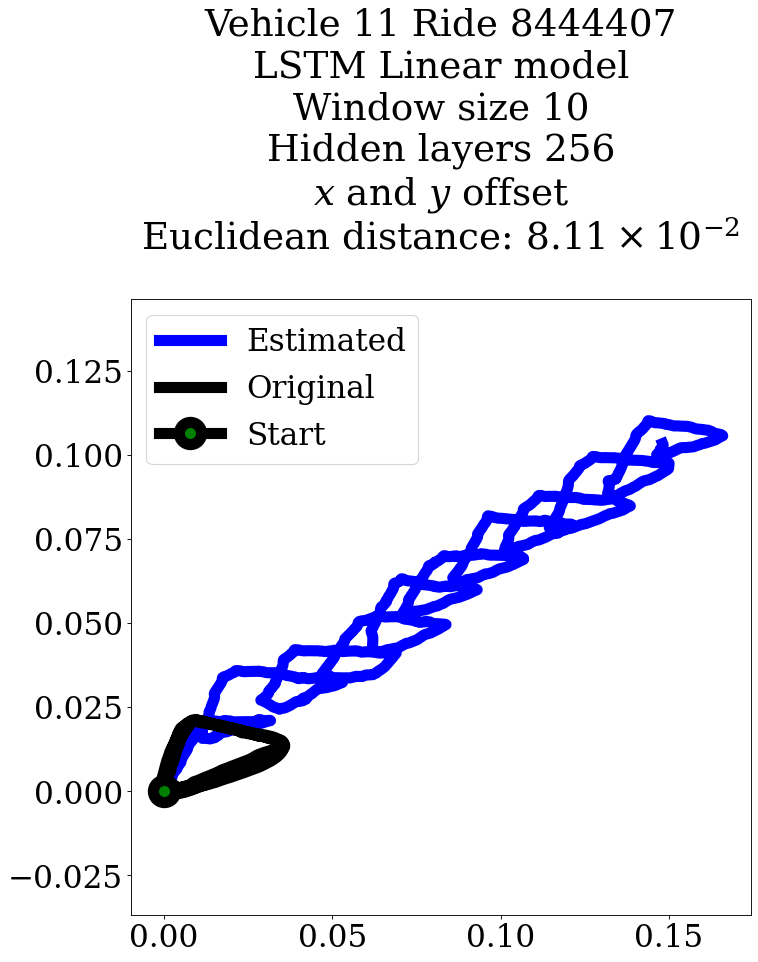 Vehicle 11 Ride 8444407
LSTM Linear model
Window size 10
Hidden layers 256
x and y offset
Euclidean distance: 8.11 × 10⁻²
Estimated
Original
Start
0.125
0.100
0.075
0.050
0.025
0.000
−0.025
0.00 0.05 0.10 0.15